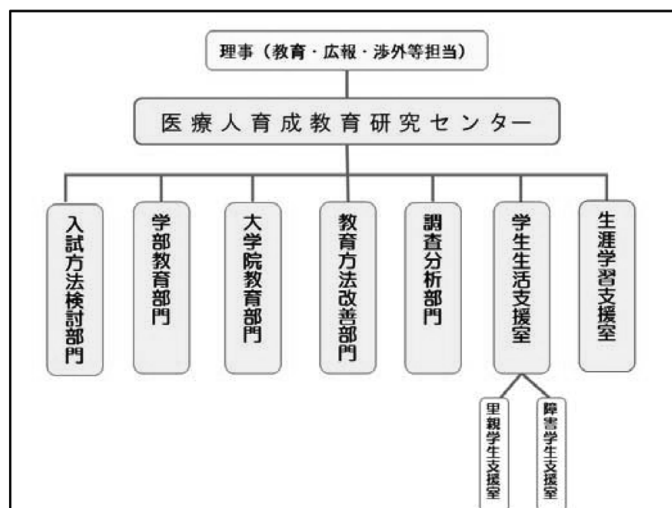 理事（教育・広報・渉外等担当）
医療人育成教育研究センター
入試方法検討部門
学部教育部門
大学院教育部門
教育方法改善部門
調査分析部門
学生生活支援室
生涯学習支援室
里親学生支援室
障害学生支援室